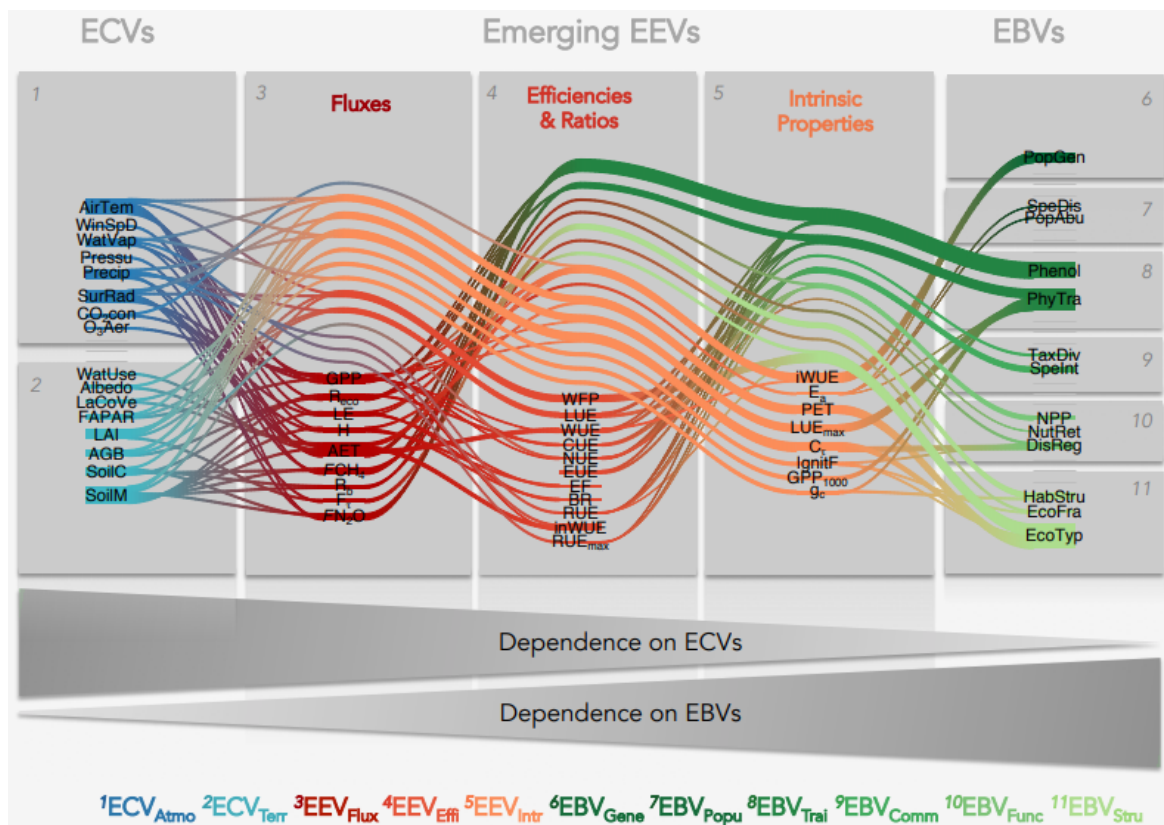 ECVs
Emerging EEVs
EBVs
1
3
Fluxes
4
Efficiencies
& Ratios
5
Intrinsic
Properties
6
PopGen
AirTem
WinSpD
WatVap
Pressu
Precip
SurRad
CO₂con
O₃Aer
SpeDis
PopAbu
7
Phenol
PhyTra
8
2
WatUse
Albedo
LaCoVe
FAPAR
LAI
AGB
SoilC
SoilM
GPP
Reco
LE
H
AET
FCH₄
Rb
FN₂O
WFP
LUE
WUE
CUE
NUE
EUE
EF
BR
RUE
inWUE
RUEmax
iWUE
Ea
PET
LUEmax
IgnitF
GPP1000
gc
TaxDiv
SpeInt
9
NPP
NutRet
DisReg
10
HabStru
EcoFra
EcoTyp
11
Dependence on ECVs
Dependence on EBVs
¹ECVAtmo ²ECVTerr ³EEVFlux ⁴EEVEffi ⁵EEVIntr ⁶EBVGene ⁷EBVPopu ⁸EBVTrai ⁹EBVComm ¹⁰EBVFunc ¹¹EBVStru